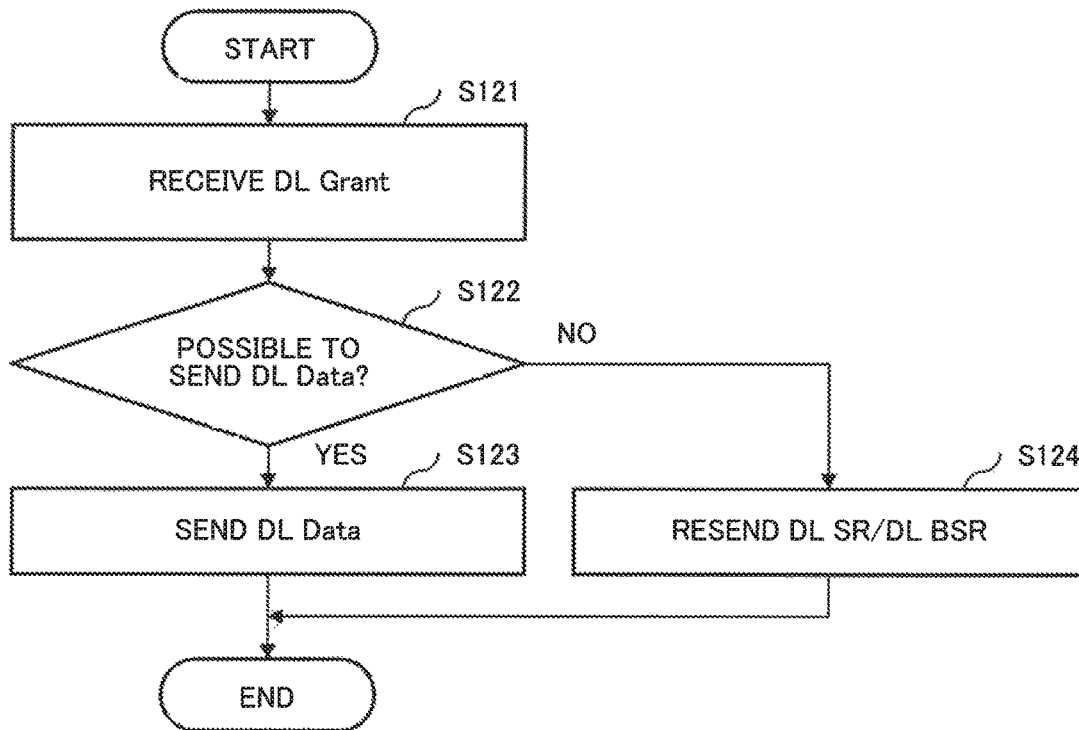 START
S121
RECEIVE DL Grant
S122
POSSIBLE TO
SEND DL Data?
NO
YES
S123
SEND DL Data
S124
RESEND DL SR/DL BSR
END